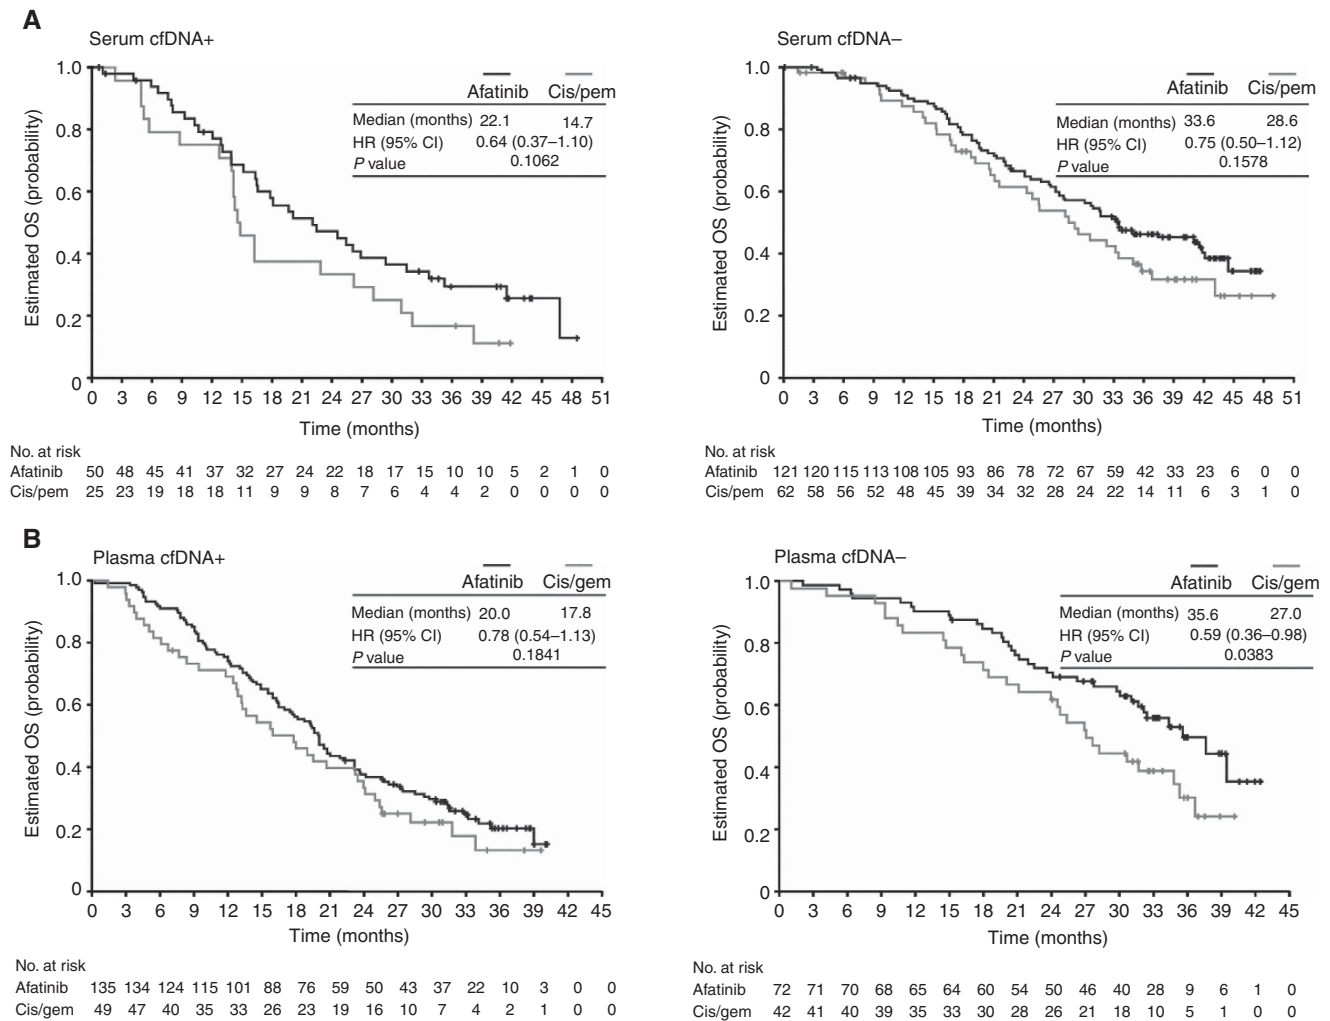 A
Serum cfDNA+
Afatinib Cis/pem
Median (months) 22.1 14.7
HR (95% CI) 0.64 (0.37–1.10)
P value 0.1062
Estimated OS (probability)
1.0
0.8
0.6
0.4
0.2
0
0 3 6 9 12 15 18 21 24 27 30 33 36 39 42 45 48 51
Time (months)
No. at risk
Afatinib 50 48 45 41 37 32 27 24 22 18 17 15 10 10 5 2 1 0
Cis/pem 25 23 19 18 18 11 9 9 8 7 6 4 4 2 0 0 0 0
Serum cfDNA–
Afatinib Cis/pem
Median (months) 33.6 28.6
HR (95% CI) 0.75 (0.50–1.12)
P value 0.1578
Estimated OS (probability)
1.0
0.8
0.6
0.4
0.2
0
0 3 6 9 12 15 18 21 24 27 30 33 36 39 42 45 48 51
Time (months)
No. at risk
Afatinib 121 120 115 113 108 105 93 86 78 72 67 59 42 33 23 6 0 0
Cis/pem 62 58 56 52 48 45 39 34 32 28 24 22 14 11 6 3 1 0
B
Plasma cfDNA+
Afatinib Cis/gem
Median (months) 20.0 17.8
HR (95% CI) 0.78 (0.54–1.13)
P value 0.1841
Estimated OS (probability)
1.0
0.8
0.6
0.4
0.2
0
0 3 6 9 12 15 18 21 24 27 30 33 36 39 42 45
Time (months)
No. at risk
Afatinib 135 134 124 115 101 88 76 59 50 43 37 22 10 3 0 0
Cis/gem 49 47 40 35 33 26 23 19 16 10 7 4 2 1 0 0
Plasma cfDNA–
Afatinib Cis/gem
Median (months) 35.6 27.0
HR (95% CI) 0.59 (0.36–0.98)
P value 0.0383
Estimated OS (probability)
1.0
0.8
0.6
0.4
0.2
0
0 3 6 9 12 15 18 21 24 27 30 33 36 39 42 45
Time (months)
No. at risk
Afatinib 72 71 70 68 65 64 60 54 50 46 40 28 9 6 1 0
Cis/gem 42 41 40 39 35 33 30 28 26 21 18 10 5 1 0 0